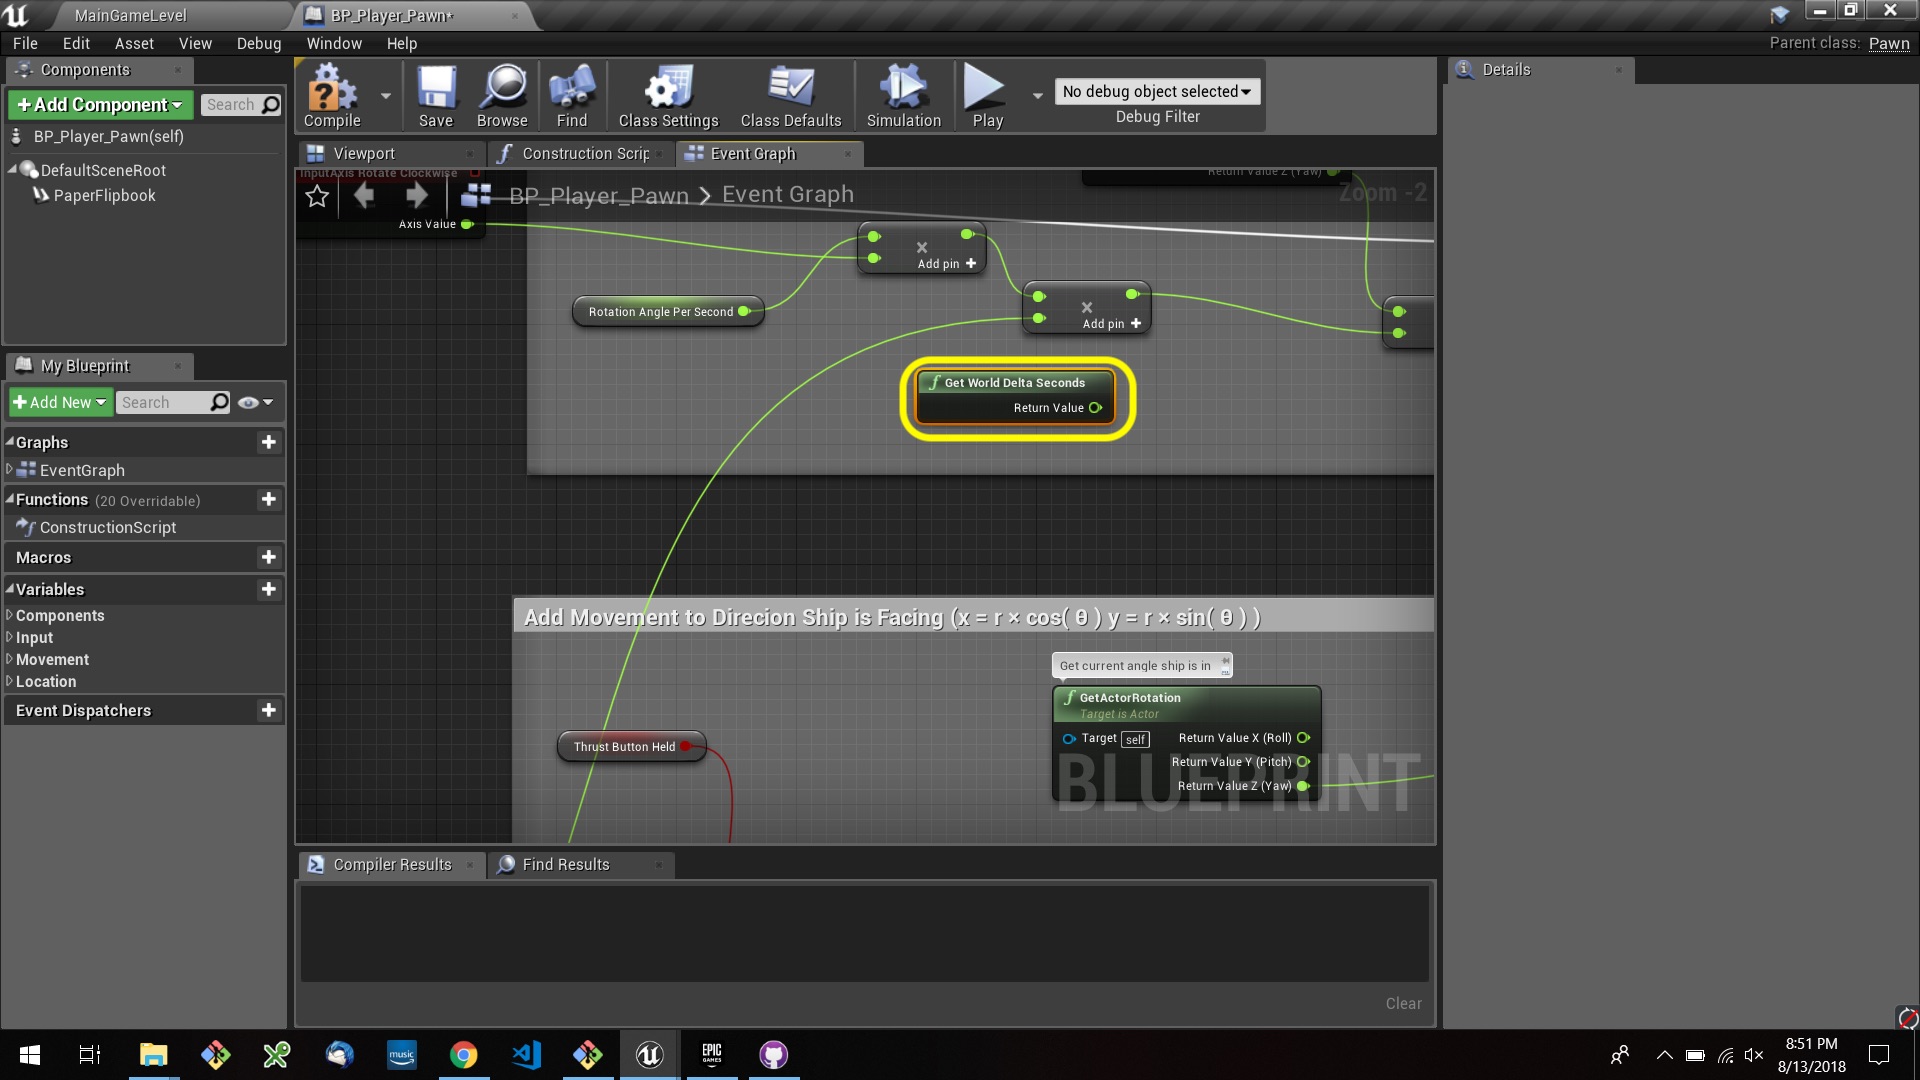 MainGameLevel
BP_Player_Pawn*
File Edit Asset View Debug Window Help
Parent class: Pawn
Components
Details
+Add Component
Search
BP_Player_Pawn(self)
DefaultSceneRoot
PaperFlipbook
Compile
Save
Browse
Find
Class Settings
Class Defaults
Simulation
Play
No debug object selected
Debug Filter
Viewport
Construction Scrip
Event Graph
InputAxis Rotate Clockwise
BP_Player_Pawn > Event Graph
Return Value Z (Yaw)
Zoom -2
Axis Value
Add pin +
Rotation Angle Per Second
Add pin +
Get World Delta Seconds
Return Value
My Blueprint
+Add New
Search
Graphs
EventGraph
Functions (20 Overridable)
ConstructionScript
Macros
Variables
Components
Input
Movement
Location
Event Dispatchers
Add Movement to Direcion Ship is Facing (x = r × cos( θ ) y = r × sin( θ ) )
Get current angle ship is in
GetActorRotation
Target is Actor
Target self
Return Value X (Roll)
Return Value Y (Pitch)
Return Value Z (Yaw)
Thrust Button Held
BLUEPRINT
Compiler Results
Find Results
Clear
music
EPIC
GAMES
8:51 PM
8/13/2018